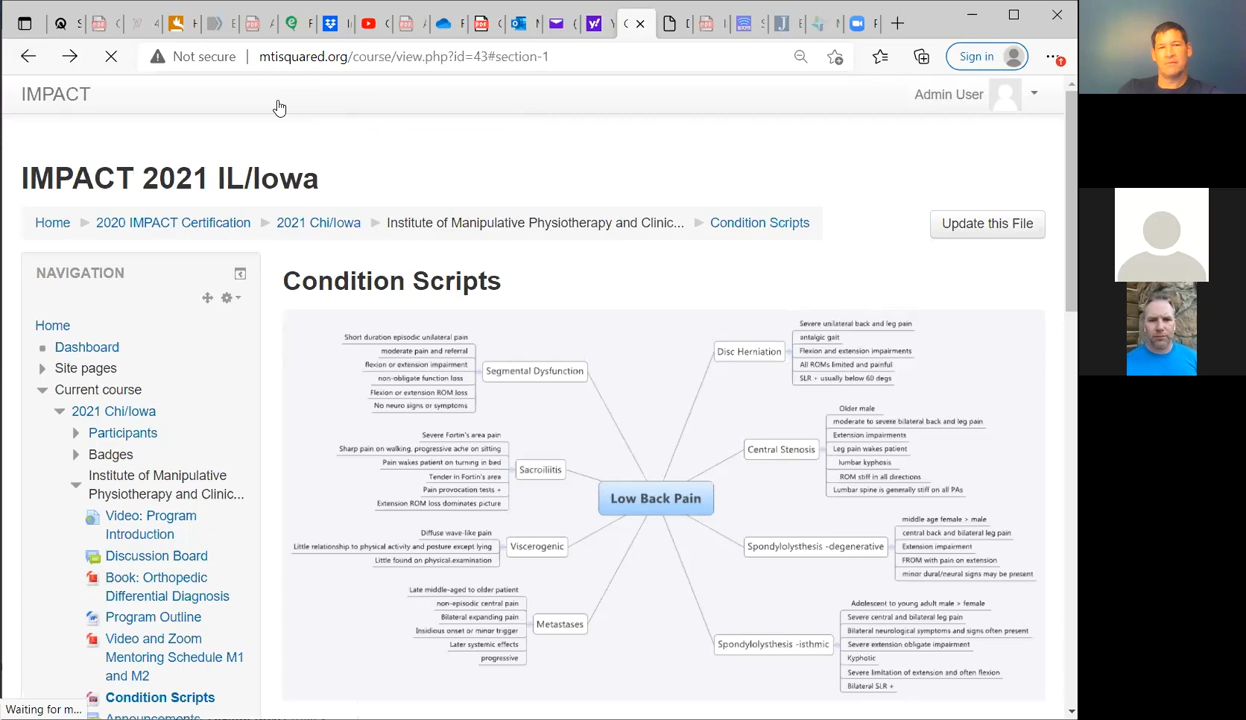 Not secure
mtisquared.org/course/view.php?id=43#section-1
Sign in
IMPACT
Admin User
IMPACT 2021 IL/Iowa
Home
2020 IMPACT Certification
2021 Chi/Iowa
Institute of Manipulative Physiotherapy and Clinic...
Condition Scripts
Update this File
NAVIGATION
Home
Dashboard
Site pages
Current course
2021 Chi/Iowa
Participants
Badges
Institute of Manipulative
Physiotherapy and Clinic...
Video: Program
Introduction
Discussion Board
Book: Orthopedic
Differential Diagnosis
Program Outline
Video and Zoom
Mentoring Schedule M1
and M2
Condition Scripts
Waiting for m...
Condition Scripts
Short duration episodic unilateral pain
moderate pain and referral
flexion or extension impairment
non-obligate function loss
Flexion or extension ROM loss
No neuro signs or symptoms
Segmental Dysfunction
Severe Fortin's area pain
Sharp pain on walking, progressive ache on sitting
Pain wakes patient on turning in bed
Tender in Fortin's area
Pain provocation tests +
Extension ROM loss dominates picture
Sacroiliitis
Diffuse wave-like pain
Little relationship to physical activity and posture except lying
Little found on physical examination
Viscerogenic
Late middle-aged to older patient
non-episodic central pain
Bilateral expanding pain
Insidious onset or minor trigger
Later systemic effects
progressive
Metastases
Low Back Pain
Disc Herniation
Severe unilateral back and leg pain
antalgic gait
Flexion and extension impairments
All ROMs limited and painful
SLR + usually below 60 degs
Central Stenosis
Older male
moderate to severe bilateral back and leg pain
Extension impairments
Leg pain wakes patient
lumbar kyphosis
ROM stiff in all directions
Lumbar spine is generally stiff on all PAs
Spondylolysthesis -degenerative
middle age female > male
central back and bilateral leg pain
Extension impairment
FROM with pain on extension
minor dural/neural signs may be present
Spondylolysthesis -isthmic
Adolescent to young adult male > female
Severe central and bilateral leg pain
Bilateral neurological symptoms and signs often present
Severe extension obligate impairment
Kyphotic
Severe limitation of extension and often flexion
Bilateral SLR +